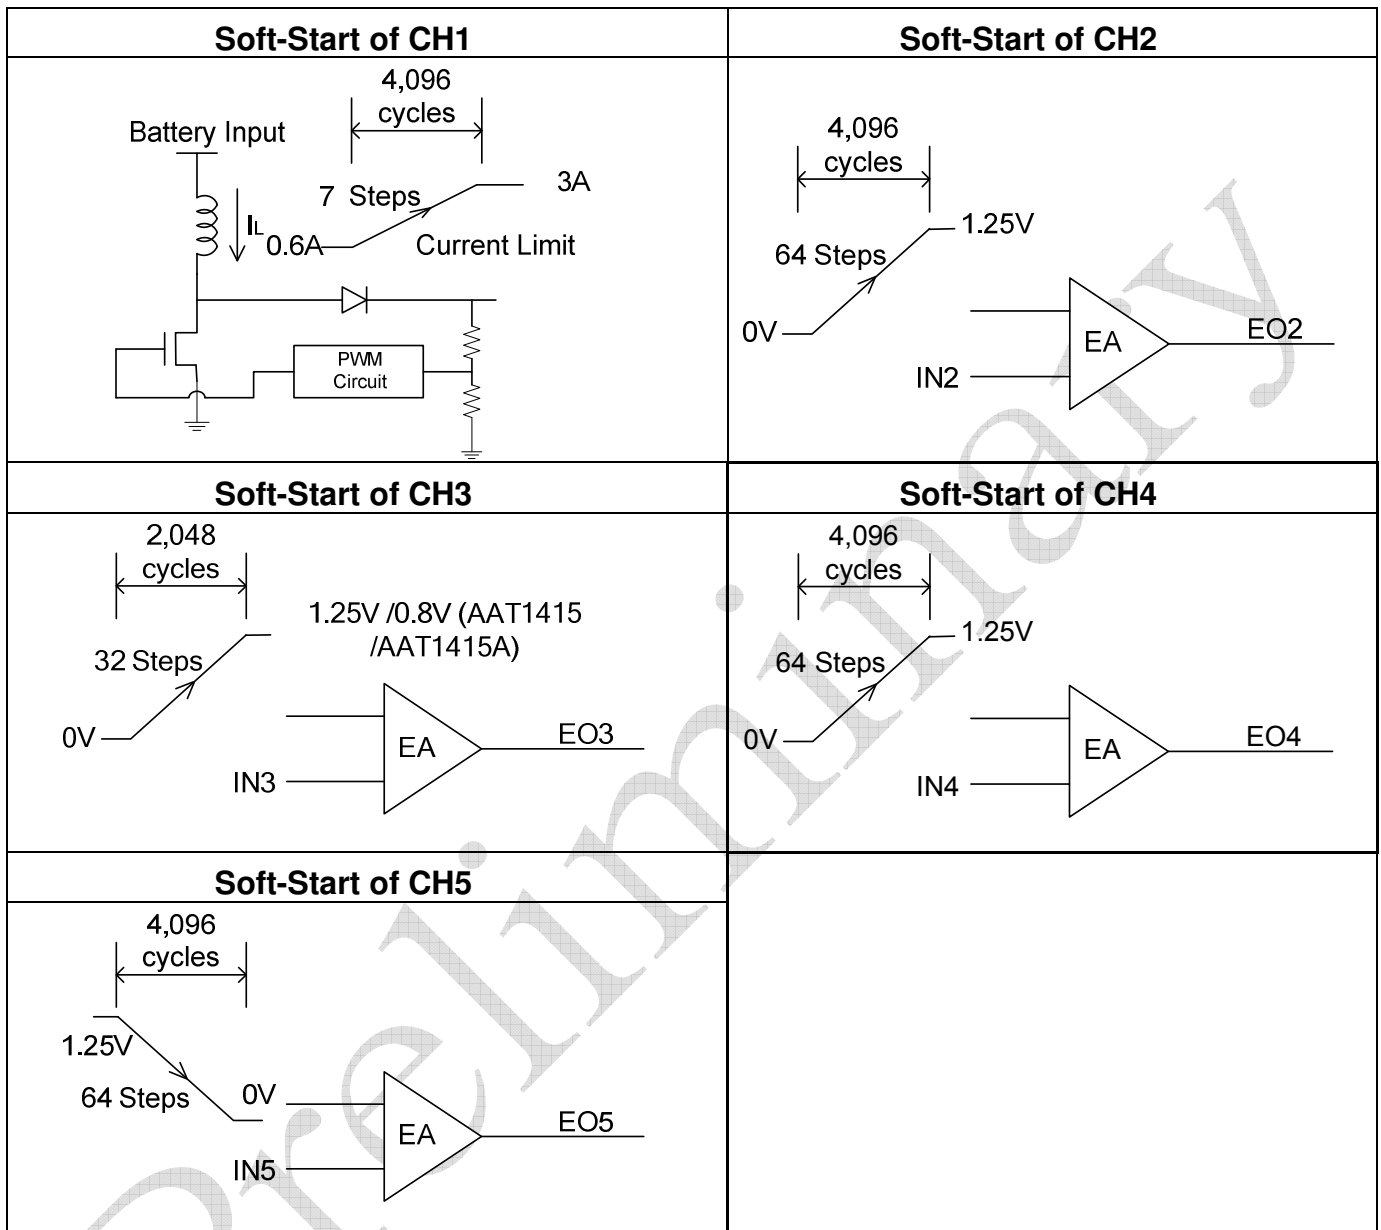 Soft-Start of CH1
4,096
cycles
Battery Input
7 Steps
3A
IL
0.6A
Current Limit
PWM
Circuit
Soft-Start of CH2
4,096
cycles
1.25V
64 Steps
0V
EA
EO2
IN2
Soft-Start of CH3
2,048
cycles
1.25V /0.8V (AAT1415
/AAT1415A)
32 Steps
0V
EA
EO3
IN3
Soft-Start of CH4
4,096
cycles
1.25V
64 Steps
0V
EA
EO4
IN4
Soft-Start of CH5
4,096
cycles
1.25V
64 Steps
0V
EA
EO5
IN5
Preliminary